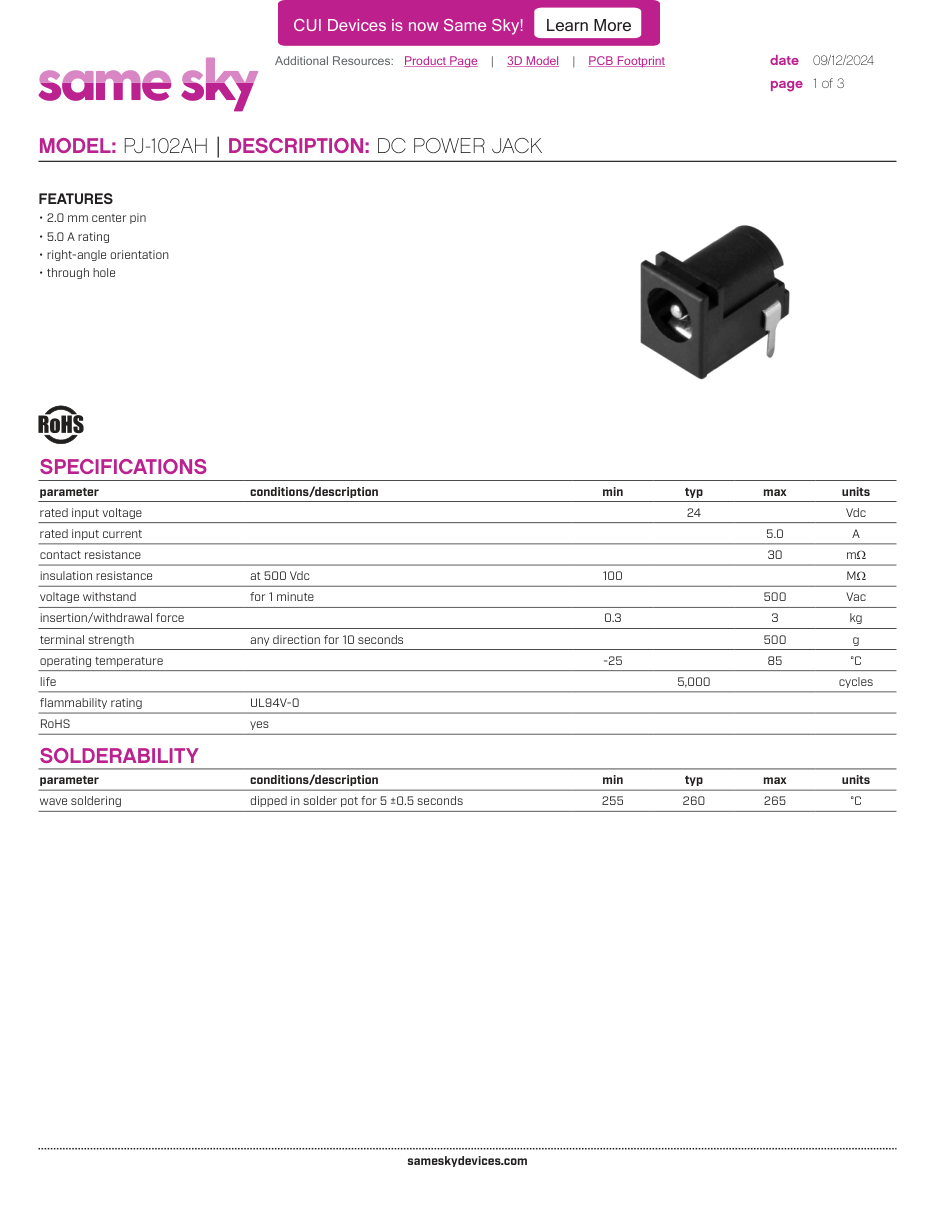 CUI Devices is now Same Sky! Learn More
same sky
Additional Resources: Product Page | 3D Model | PCB Footprint
date 09/12/2024
page 1 of 3
MODEL: PJ-102AH | DESCRIPTION: DC POWER JACK
FEATURES
• 2.0 mm center pin
• 5.0 A rating
• right-angle orientation
• through hole
RoHS
SPECIFICATIONS
parameter conditions/description min typ max units
rated input voltage 24 Vdc
rated input current 5.0 A
contact resistance 30 mΩ
insulation resistance at 500 Vdc 100 MΩ
voltage withstand for 1 minute 500 Vac
insertion/withdrawal force 0.3 3 kg
terminal strength any direction for 10 seconds 500 g
operating temperature -25 85 °C
life 5,000 cycles
flammability rating UL94V-0
RoHS yes
SOLDERABILITY
parameter conditions/description min typ max units
wave soldering dipped in solder pot for 5 ±0.5 seconds 255 260 265 °C
sameskydevices.com